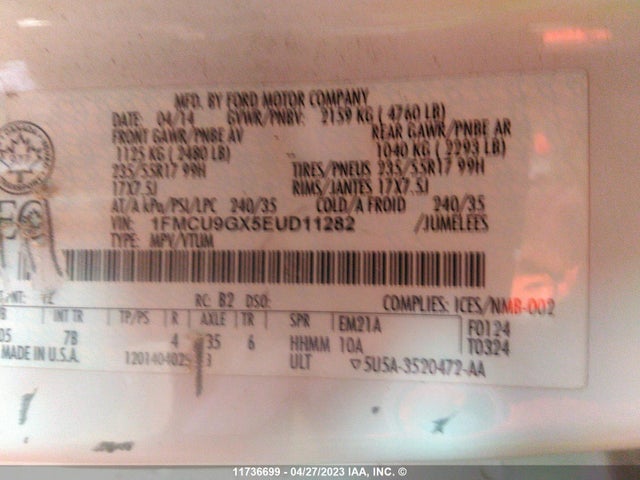 MFD. BY FORD MOTOR COMPANY
DATE: 04/14 GVWR/PNBV: 2159 KG ( 4760 LB)
FRONT GAWR/PNBE AV REAR GAWR/PNBE AR
1125 KG ( 2480 LB) 1040 KG ( 2293 LB)
235/55R17 99H TIRES/PNEUS 235/55R17 99H
17X7.5J RIMS/JANTES 17X7.5J
AT/A kPa/PSI/LPC 240/35 COLD/A FROID 240/35
VIN: 1FMCU9GX5EUD11282 /JUMELEES
TYPE: MPV/VTUM
RC: B2 DSO:
COMPLIES: ICES/NMB-002
INT TR TP/PS R AXLE TR SPR EM21A F0124
7B 4 35 6 HHMM 10A T0324
MADE IN U.S.A. ULT ▽5U5A-3520472-AA
11736699 - 04/27/2023 IAA, INC. ©